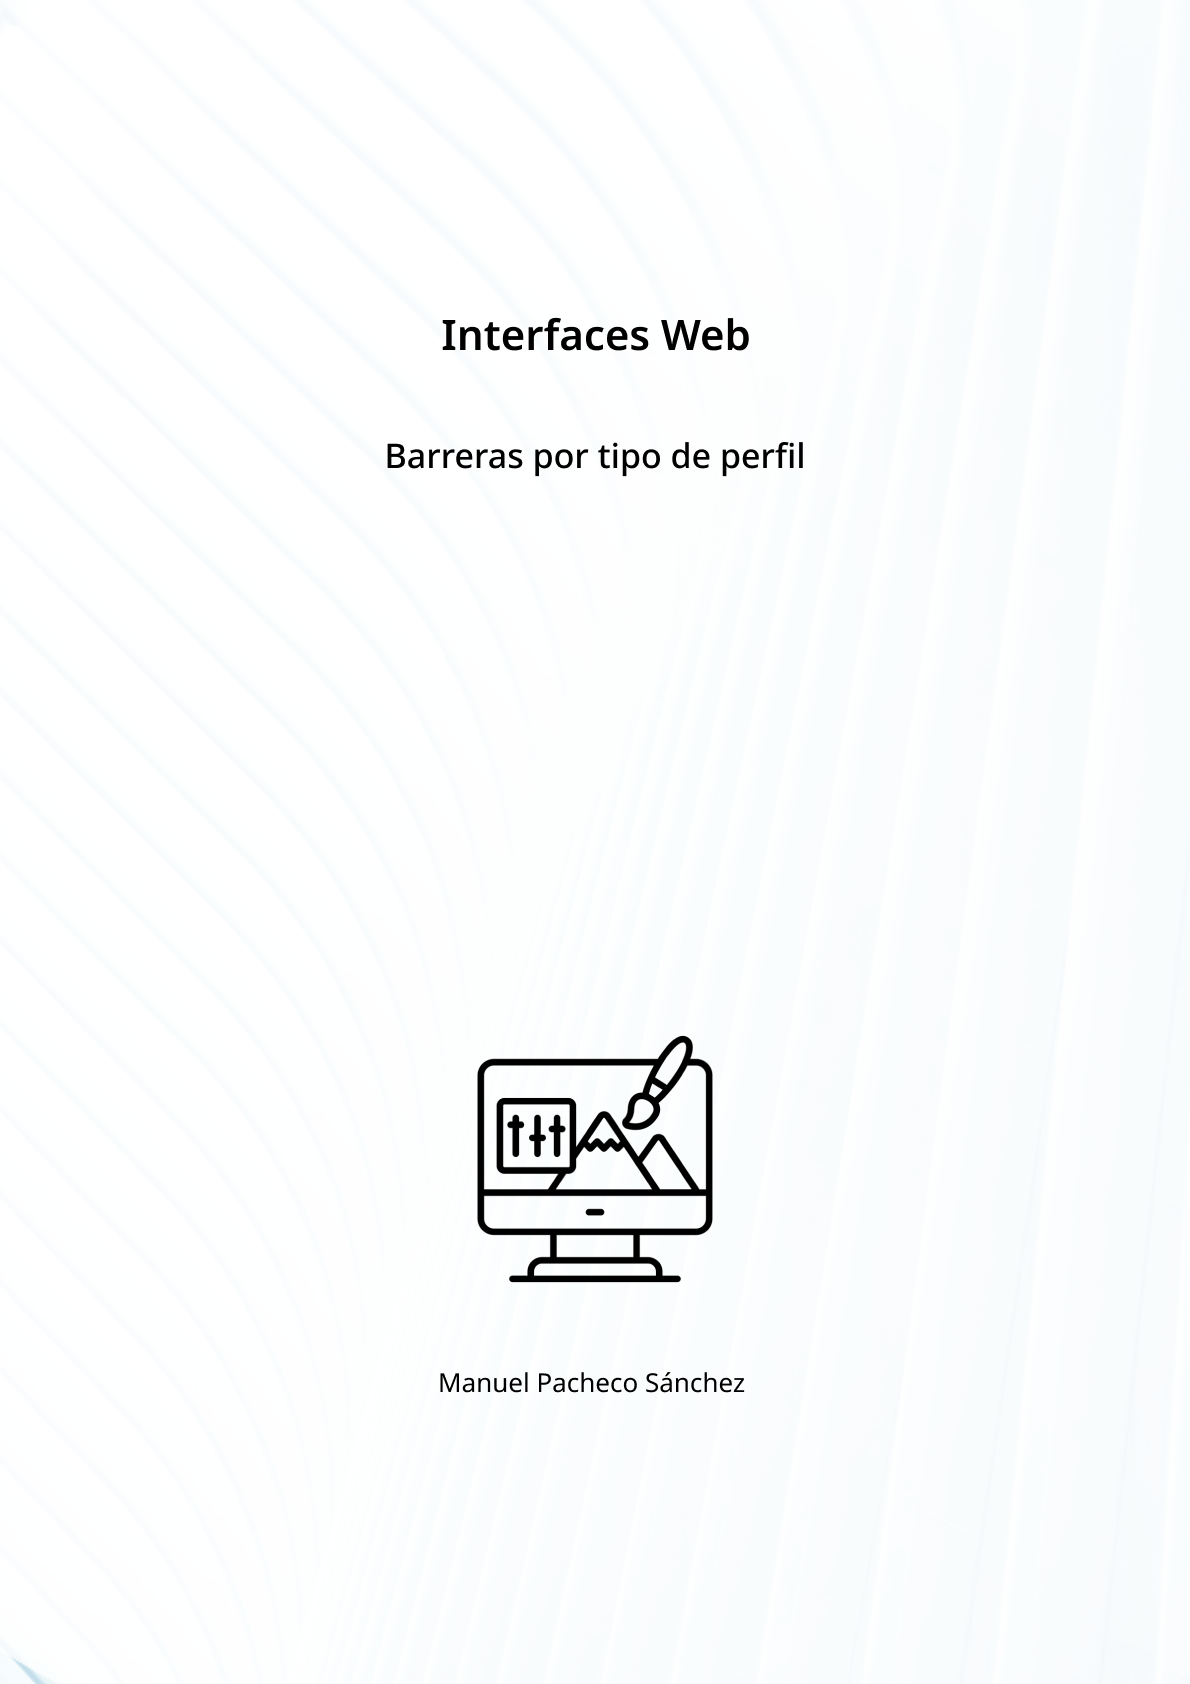 Interfaces Web
Barreras por tipo de perfil
Manuel Pacheco Sánchez